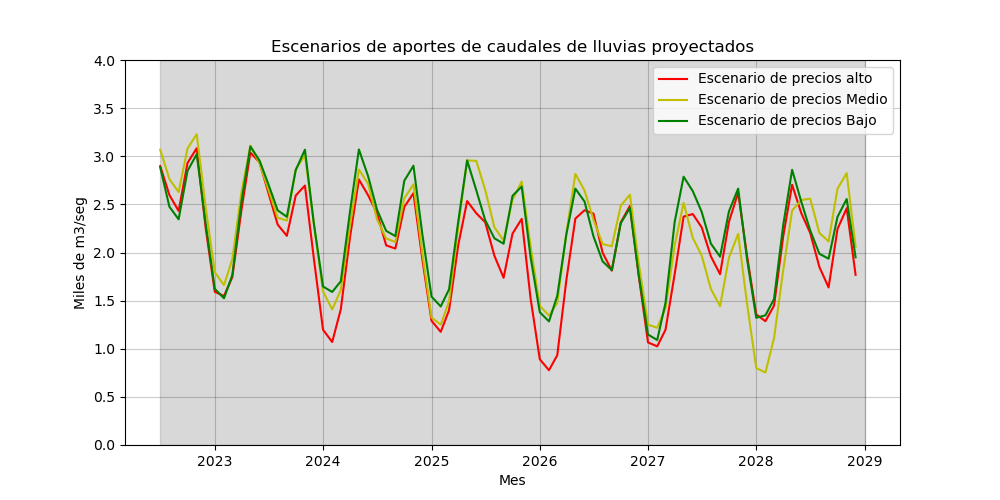 Escenarios de aportes de caudales de lluvias proyectados
Escenario de precios alto
Escenario de precios Medio
Escenario de precios Bajo
Miles de m3/seg
4.0
3.5
3.0
2.5
2.0
1.5
1.0
0.5
0.0
2023 2024 2025 2026 2027 2028 2029
Mes